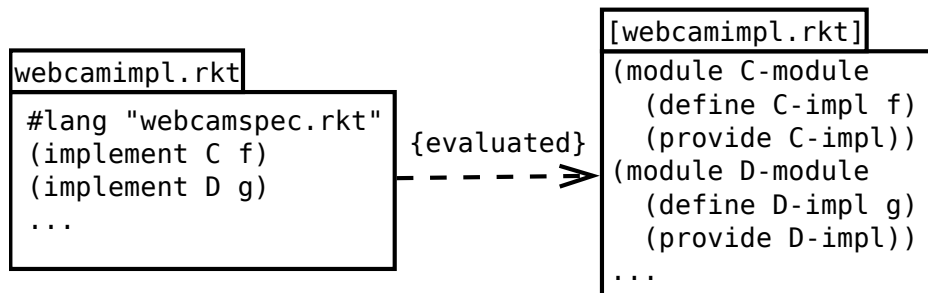 webcamimpl.rkt
#lang "webcamspec.rkt"
(implement C f)
(implement D g)
...
{evaluated}
[webcamimpl.rkt]
(module C-module
(define C-impl f)
(provide C-impl))
(module D-module
(define D-impl g)
(provide D-impl))
...